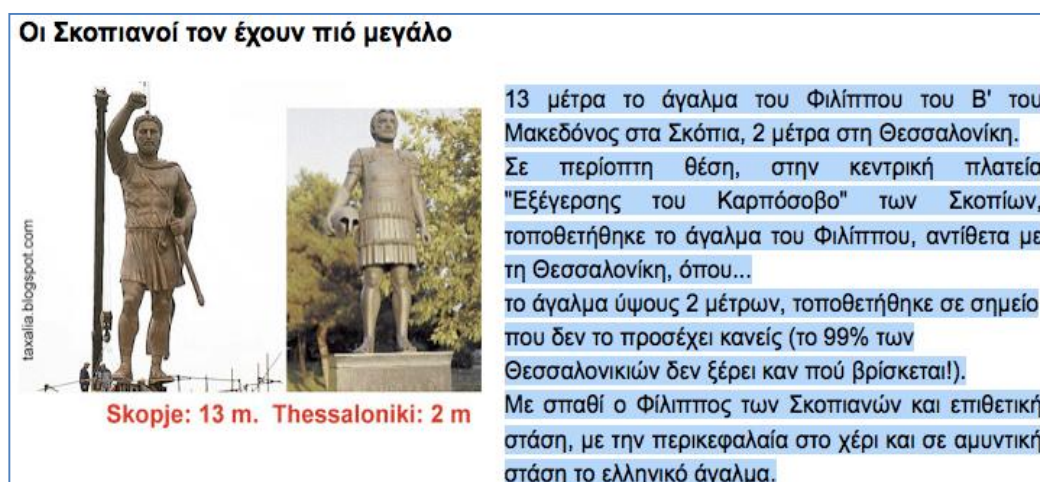 Οι Σκοπιανοί τον έχουν πιό μεγάλο
taxalia.blogspot.com
Skopje: 13 m. Thessaloniki: 2 m
13 μέτρα το άγαλμα του Φιλίππου του Β' του
Μακεδόνος στα Σκόπια, 2 μέτρα στη Θεσσαλονίκη.
Σε περίοπτη θέση, στην κεντρική πλατεία
"Εξέγερσης του Καρπόσοβο" των Σκοπίων,
τοποθετήθηκε το άγαλμα του Φιλίππου, αντίθετα με
τη Θεσσαλονίκη, όπου...
το άγαλμα ύψους 2 μέτρων, τοποθετήθηκε σε σημείο
που δεν το προσέχει κανείς (το 99% των
Θεσσαλονικιών δεν ξέρει καν πού βρίσκεται!).
Με σπαθί ο Φίλιππος των Σκοπιανών και επιθετική
στάση, με την περικεφαλαία στο χέρι και σε αμυντική
στάση το ελληνικό άγαλμα.